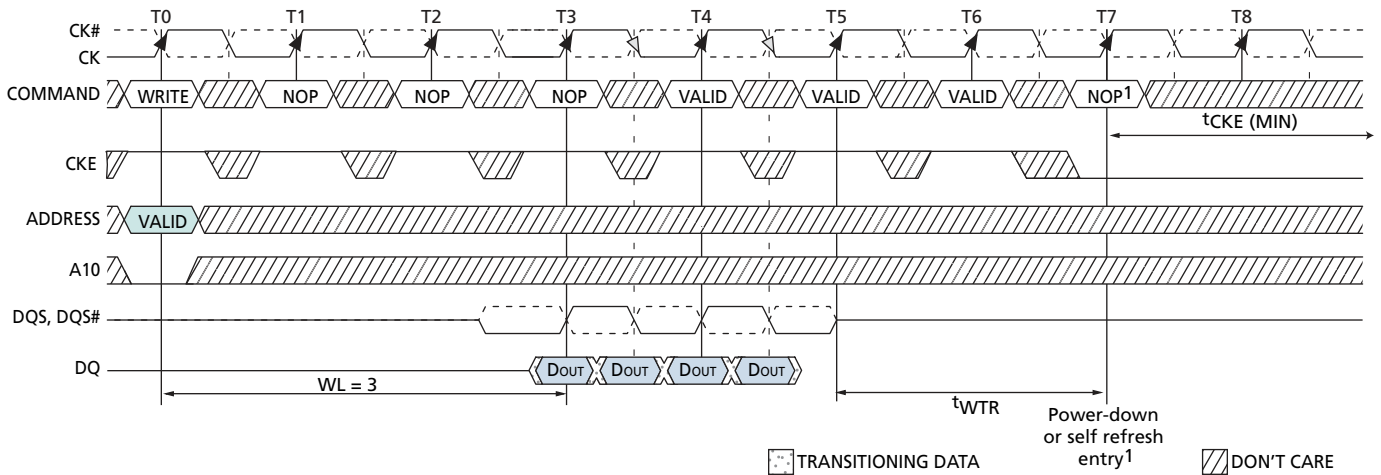 T0 T1 T2 T3 T4 T5 T6 T7 T8
CK#
CK
COMMAND WRITE NOP NOP NOP VALID VALID VALID NOP1
tCKE (MIN)
CKE
ADDRESS VALID
A10
DQS, DQS#
DQ DOUT DOUT DOUT DOUT
WL = 3
tWTR
Power-down
or self refresh
entry1
TRANSITIONING DATA DON'T CARE